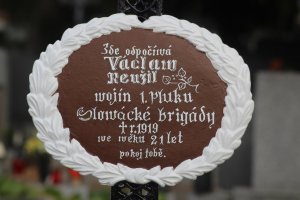 Zde odpočívá
Václaw
Neužil
wojín 1. Pluku
Slowácké brigády
† r. 1919
we wěku 21 let
pokoj tobě.